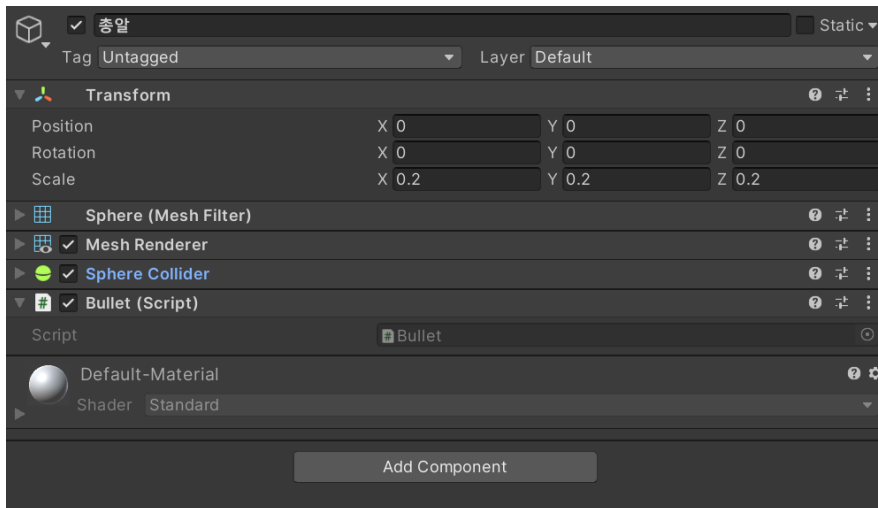 총알 Static
Tag Untagged Layer Default
Transform
Position X 0 Y 0 Z 0
Rotation X 0 Y 0 Z 0
Scale X 0.2 Y 0.2 Z 0.2
Sphere (Mesh Filter)
Mesh Renderer
Sphere Collider
# Bullet (Script)
Script # Bullet
Default-Material
Shader Standard
Add Component